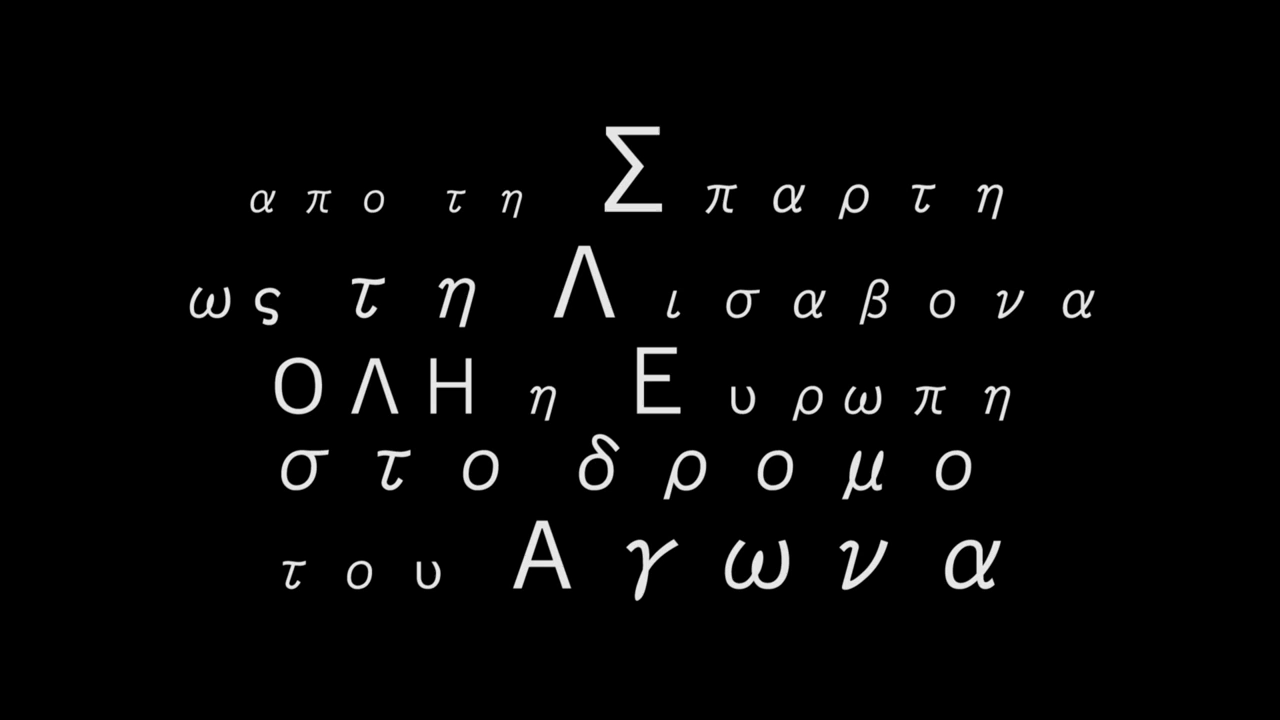 απο τη Σπαρτη
ως τη Λισαβονα
ΟΛΗ η Ευρωπη
στο δρομο
του Αγωνα